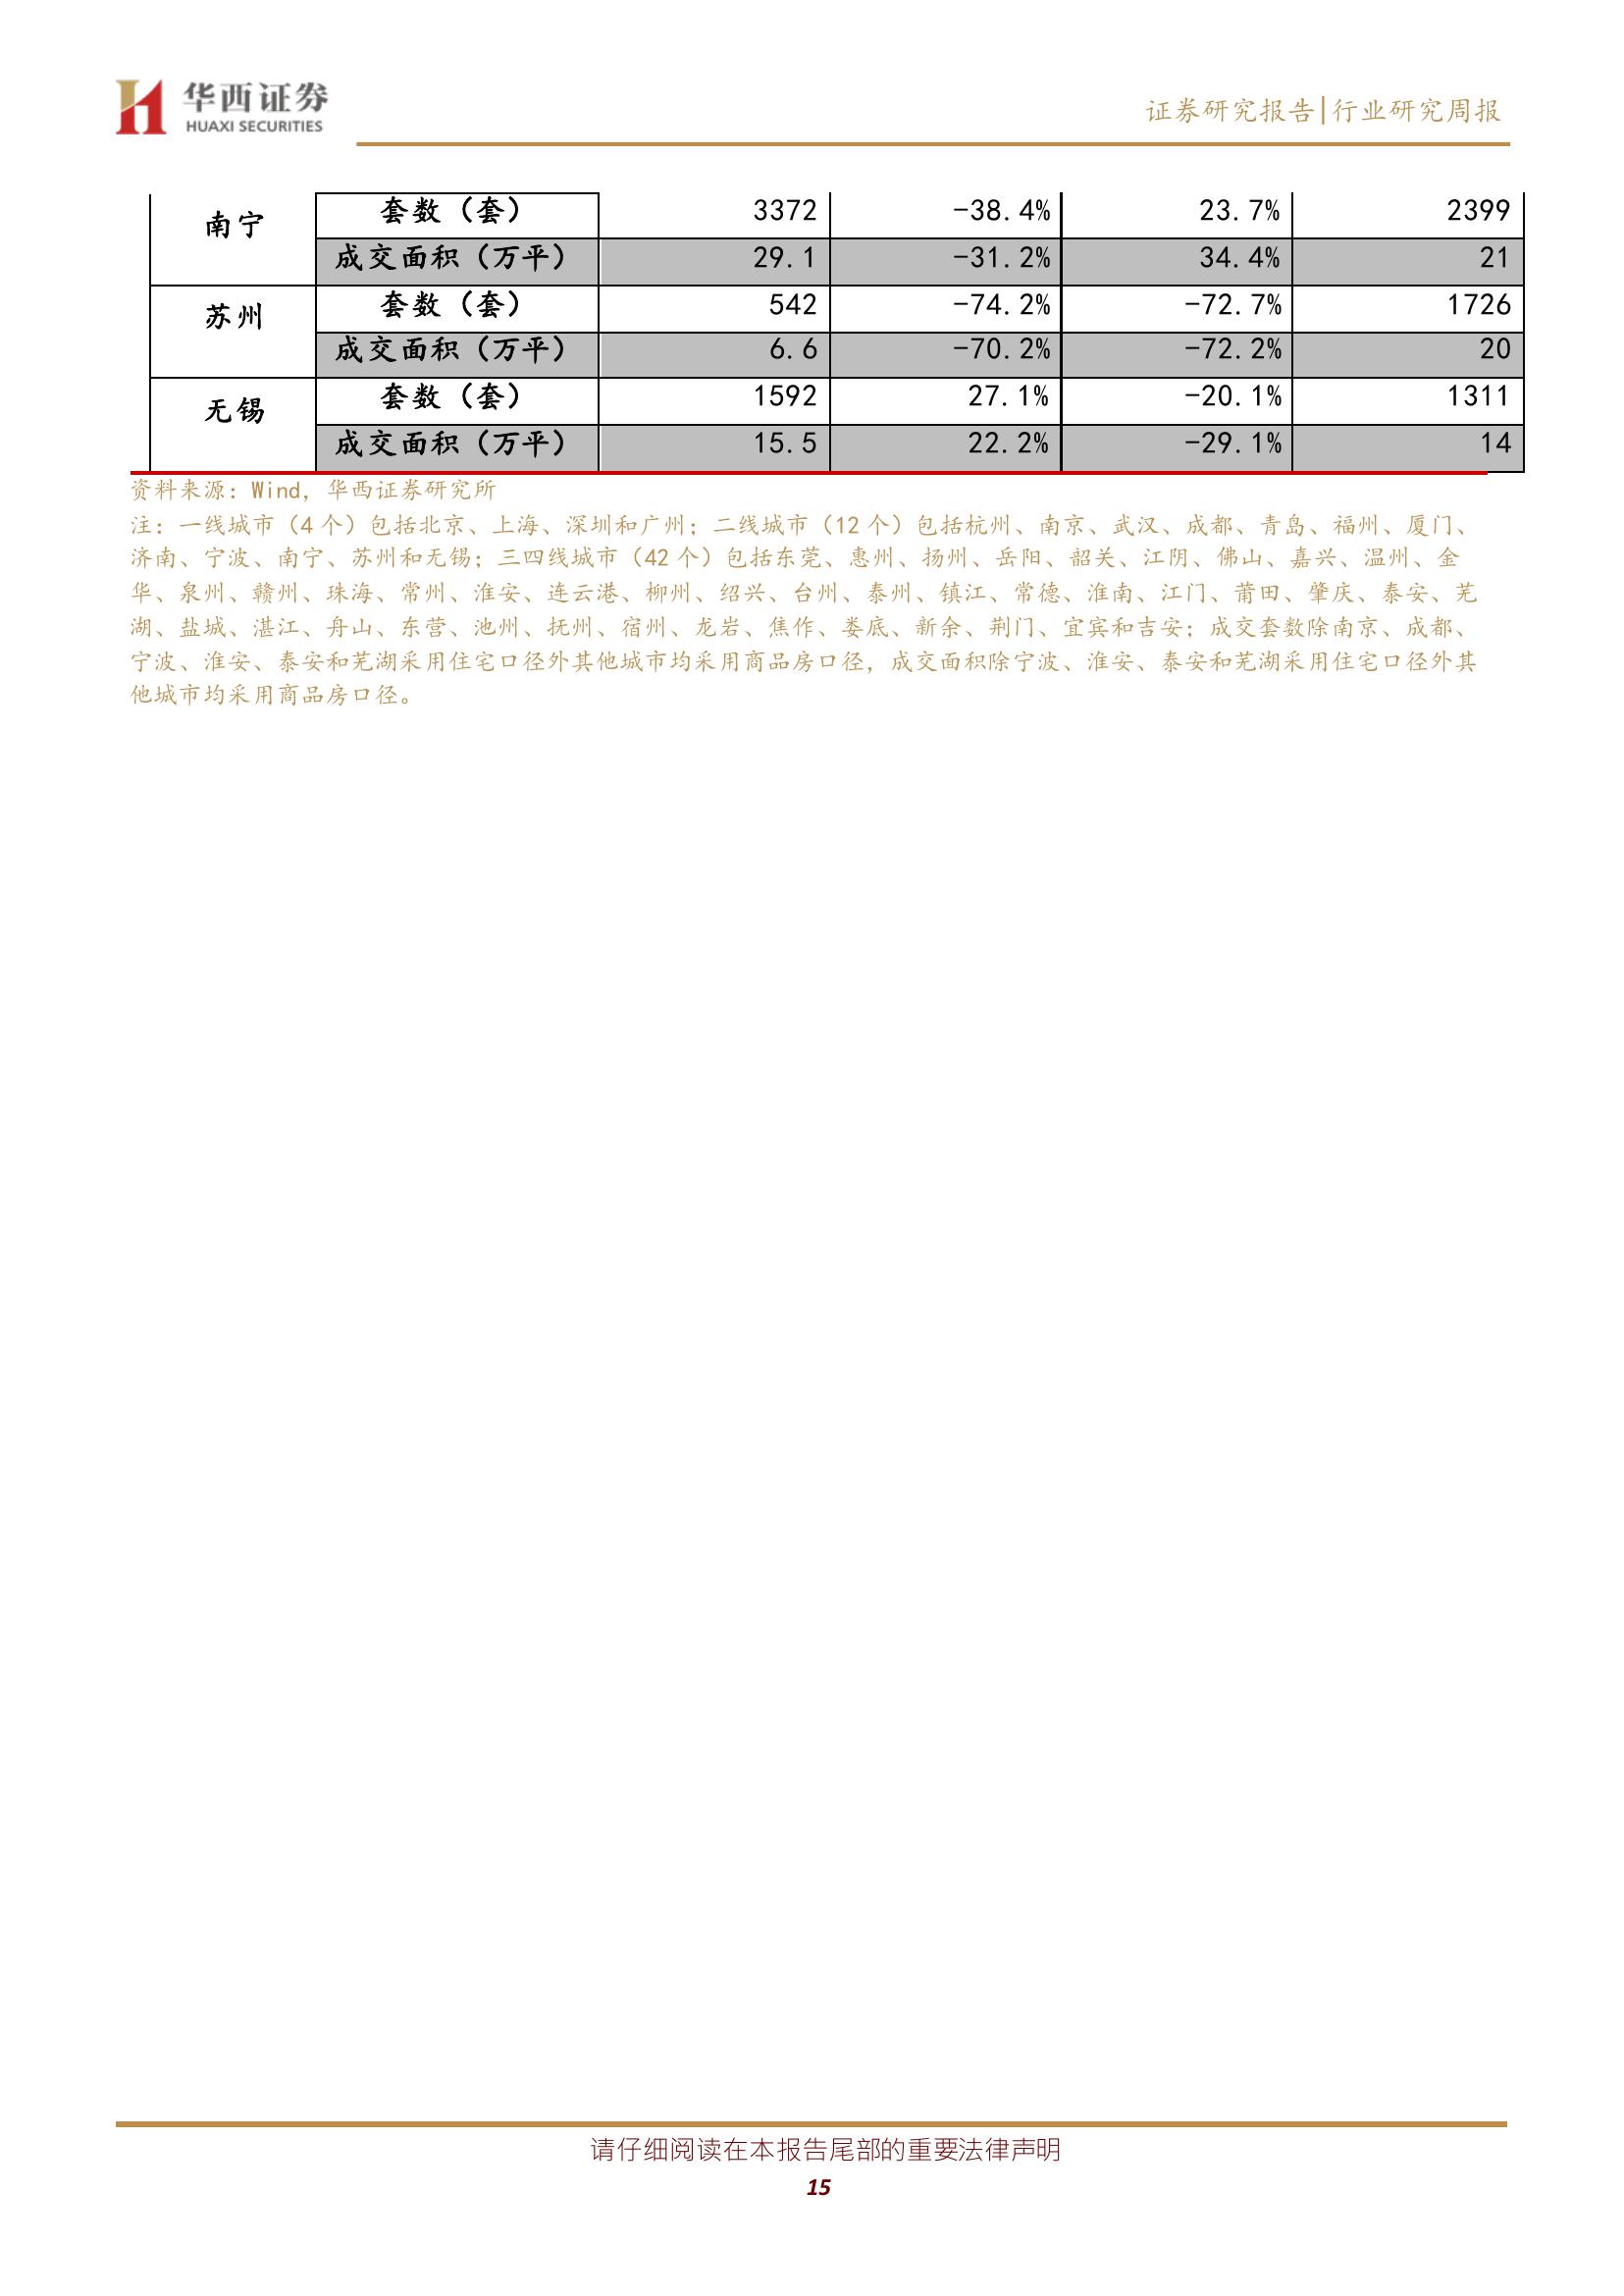 华西证券
HUAXI SECURITIES
证券研究报告|行业研究周报
南宁 套数（套） 3372 -38.4% 23.7% 2399
成交面积（万平） 29.1 -31.2% 34.4% 21
苏州 套数（套） 542 -74.2% -72.7% 1726
成交面积（万平） 6.6 -70.2% -72.2% 20
无锡 套数（套） 1592 27.1% -20.1% 1311
成交面积（万平） 15.5 22.2% -29.1% 14
资料来源：Wind，华西证券研究所
注：一线城市（4 个）包括北京、上海、深圳和广州；二线城市（12 个）包括杭州、南京、武汉、成都、青岛、福州、厦门、
济南、宁波、南宁、苏州和无锡；三四线城市（42 个）包括东莞、惠州、扬州、岳阳、韶关、江阴、佛山、嘉兴、温州、金
华、泉州、赣州、珠海、常州、淮安、连云港、柳州、绍兴、台州、泰州、镇江、常德、淮南、江门、莆田、肇庆、泰安、芜
湖、盐城、湛江、舟山、东营、池州、抚州、宿州、龙岩、焦作、娄底、新余、荆门、宜宾和吉安；成交套数除南京、成都、
宁波、淮安、泰安和芜湖采用住宅口径外其他城市均采用商品房口径，成交面积除宁波、淮安、泰安和芜湖采用住宅口径外其
他城市均采用商品房口径。
请仔细阅读在本报告尾部的重要法律声明
15